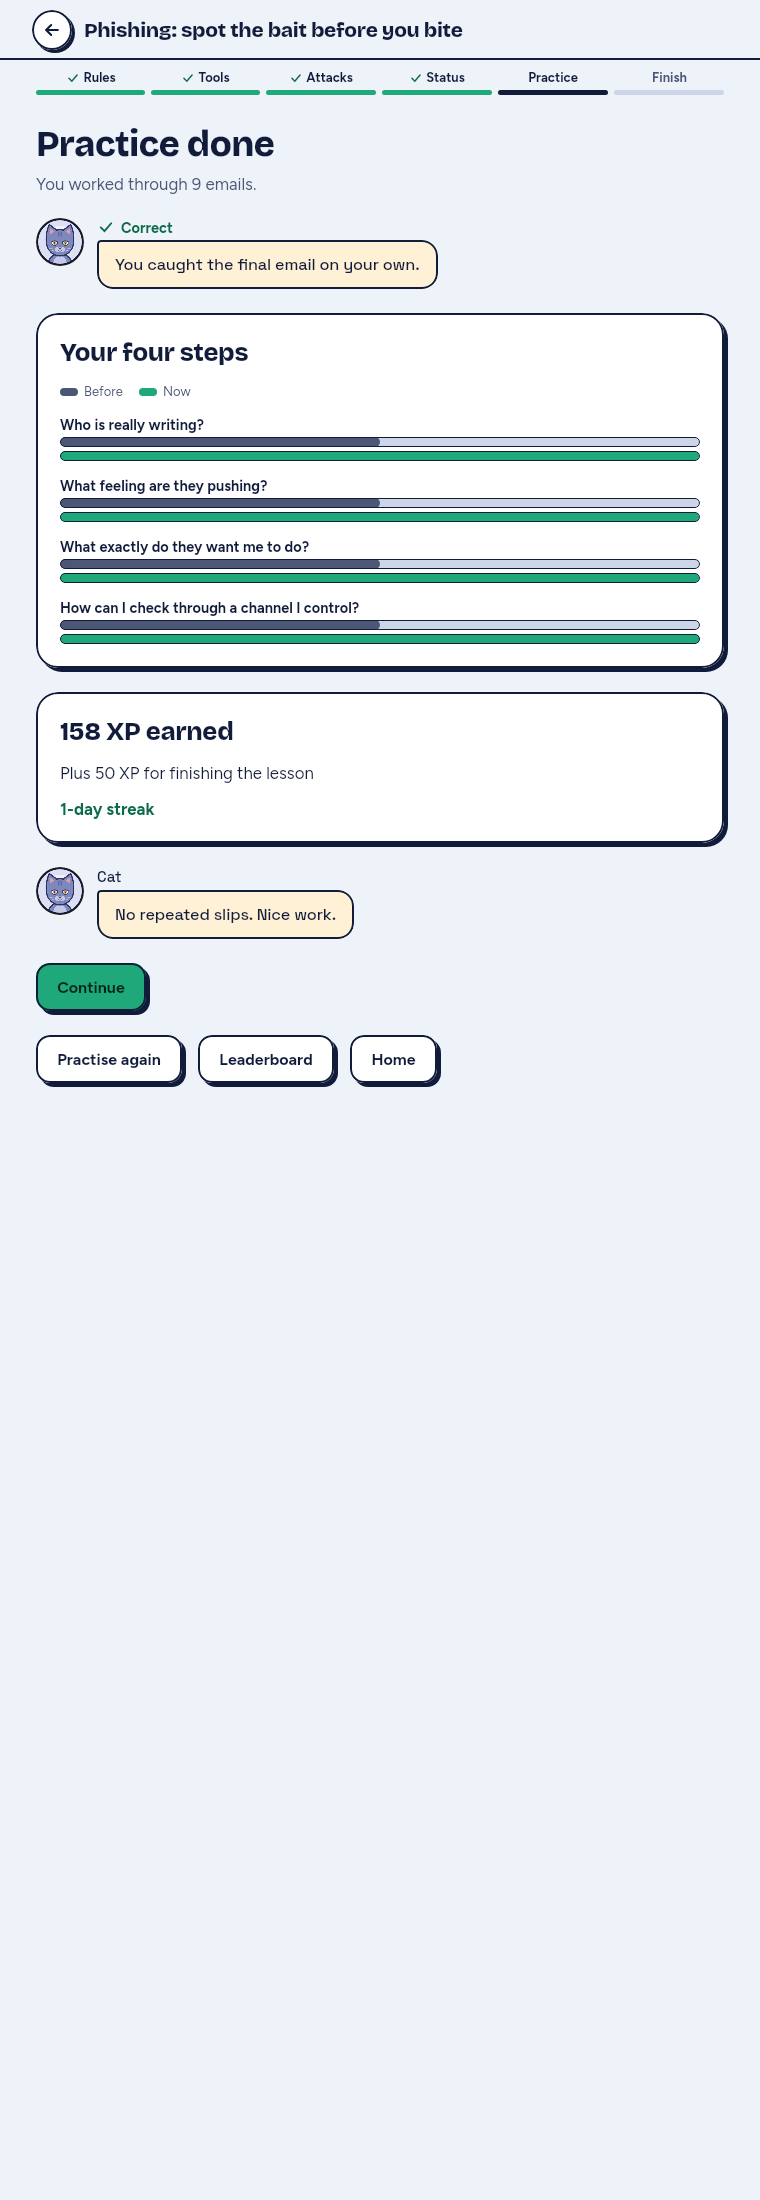 Phishing: spot the bait before you bite
Rules
Tools
Attacks
Status
Practice
Finish
Practice done
You worked through 9 emails.
Correct
You caught the final email on your own.
Your four steps
Before
Now
Who is really writing?
What feeling are they pushing?
What exactly do they want me to do?
How can I check through a channel I control?
158 XP earned
Plus 50 XP for finishing the lesson
1-day streak
Cat
No repeated slips. Nice work.
Continue
Practise again
Leaderboard
Home